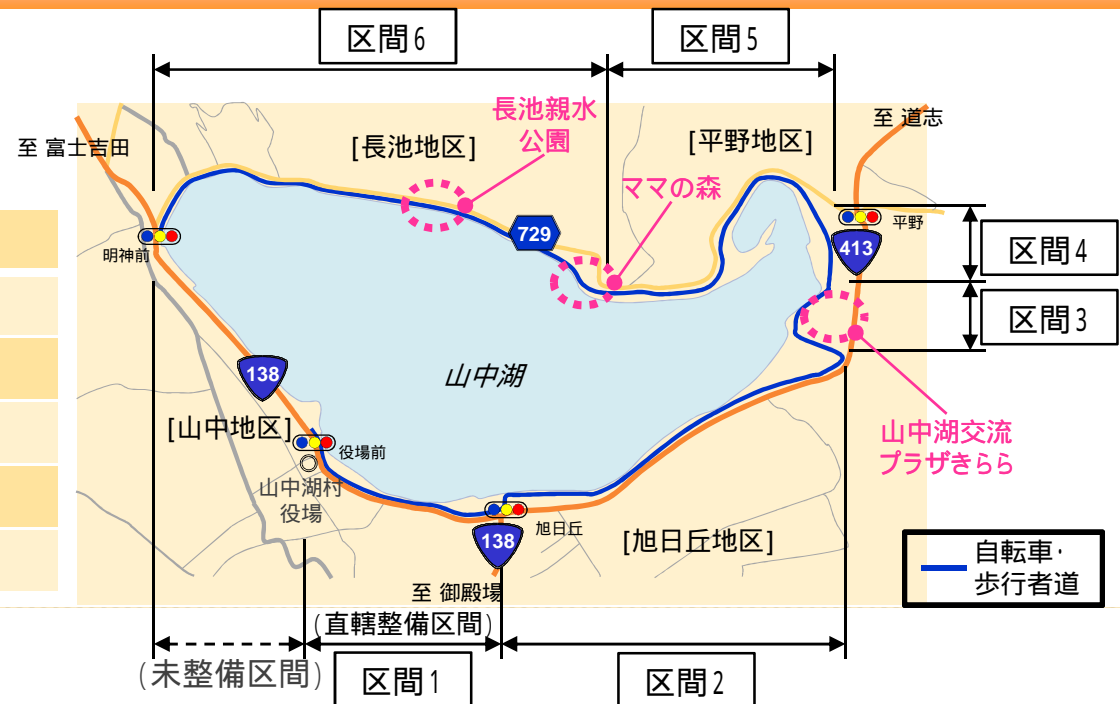 区間6
区間5
長池親水
公園
至 道志
至 富士吉田
[長池地区]
[平野地区]
ママの森
平野
729
明神前
413
区間4
区間3
山中湖
138
[山中地区]
役場前
山中湖交流
プラザきらら
山中湖村
役場
旭日丘
138
[旭日丘地区]
自転車・
歩行者道
至 御殿場
(直轄整備区間)
(未整備区間)
区間1
区間2